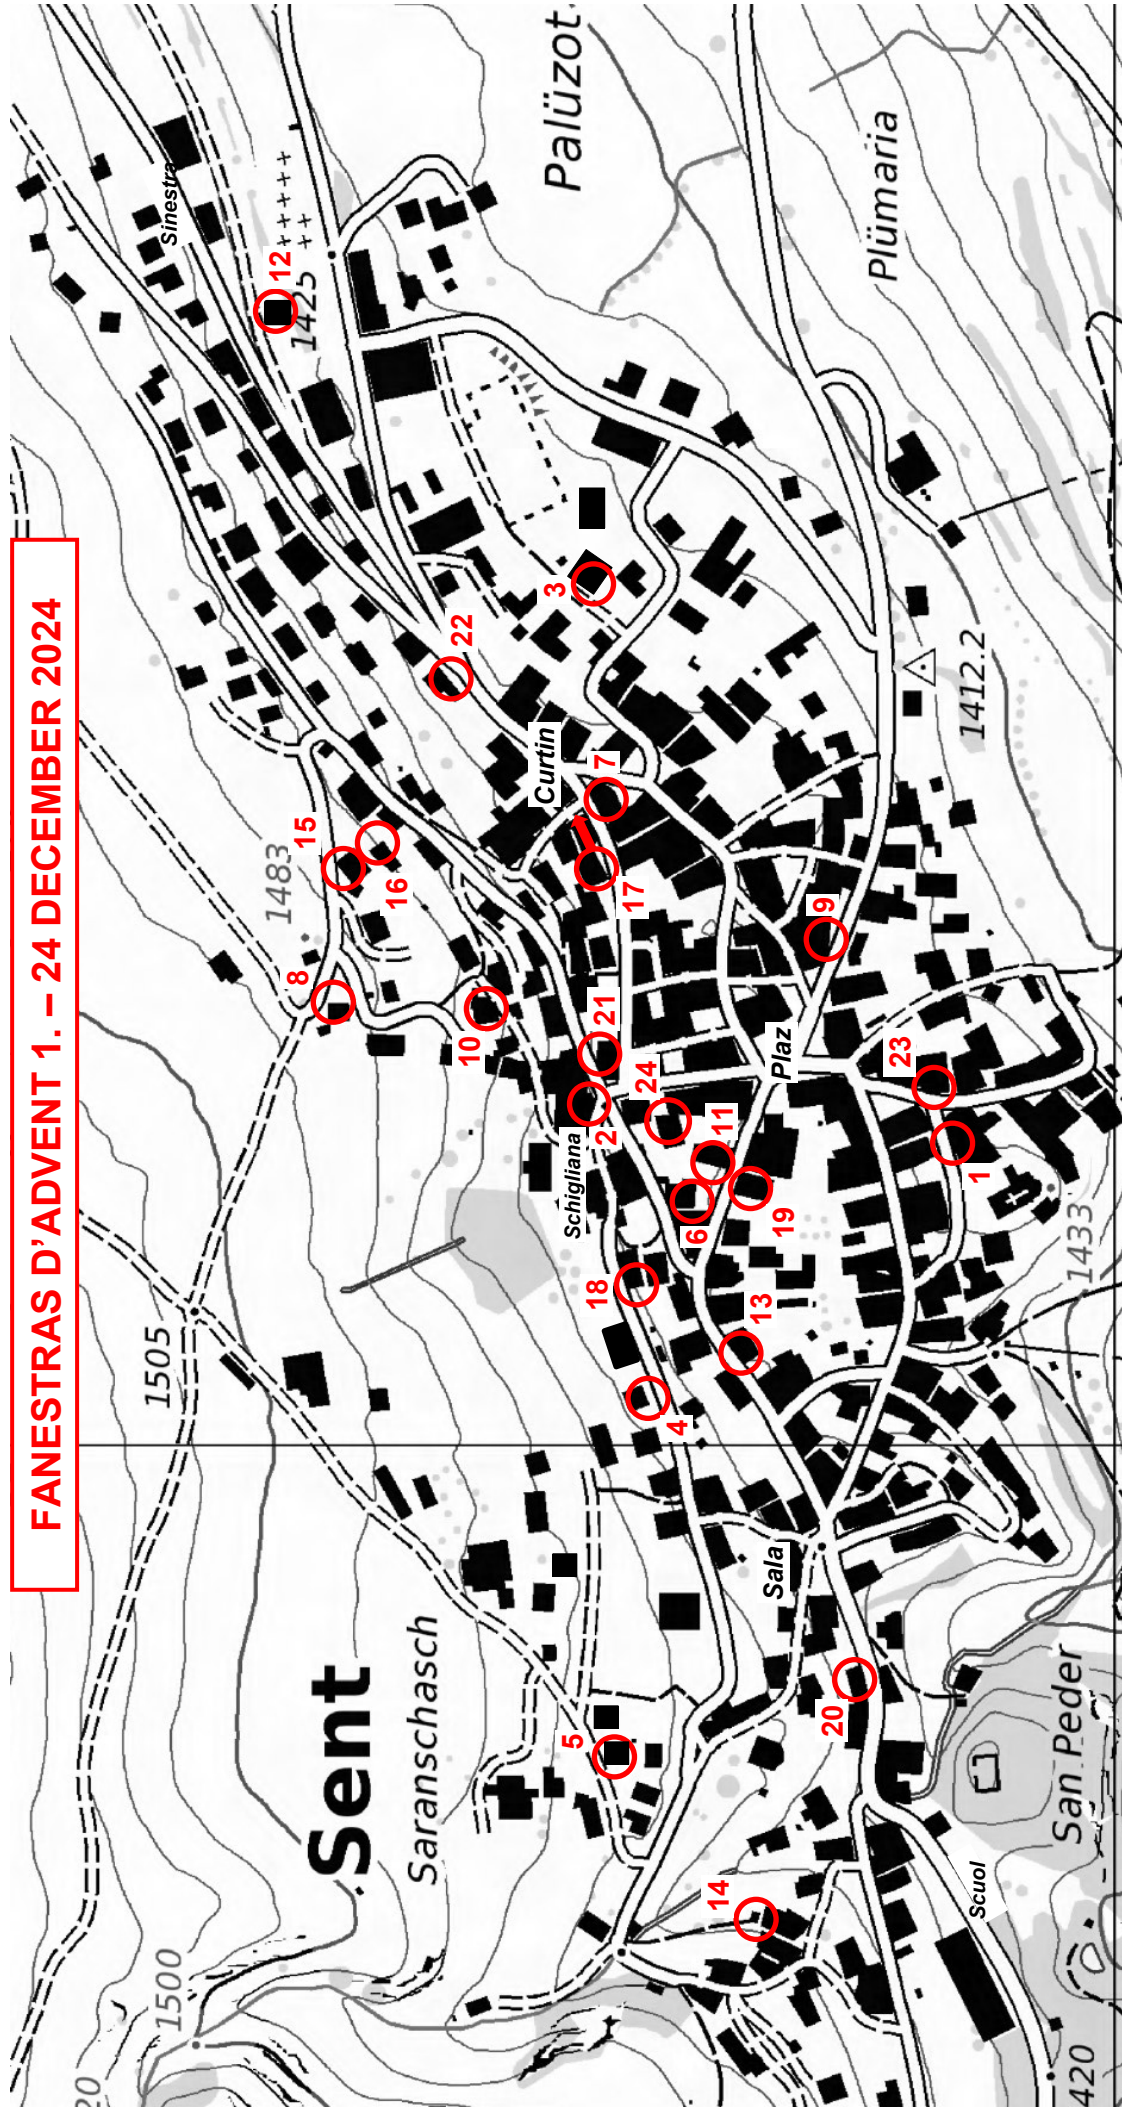 FANESTRAS D'ADVENT 1. – 24 DECEMBER 2024
Sinestra
12
1425
Palüzot
Plümaria
3
22
1412.2
Curtin
7
15
1483
16
17
9
8
10
21
24
2
Schigliana
11
Plaz
23
1
6
19
1433
18
13
4
1505
Sala
Sent
Saranschasch
5
20
San Peder
14
Scuol
1500
20
420